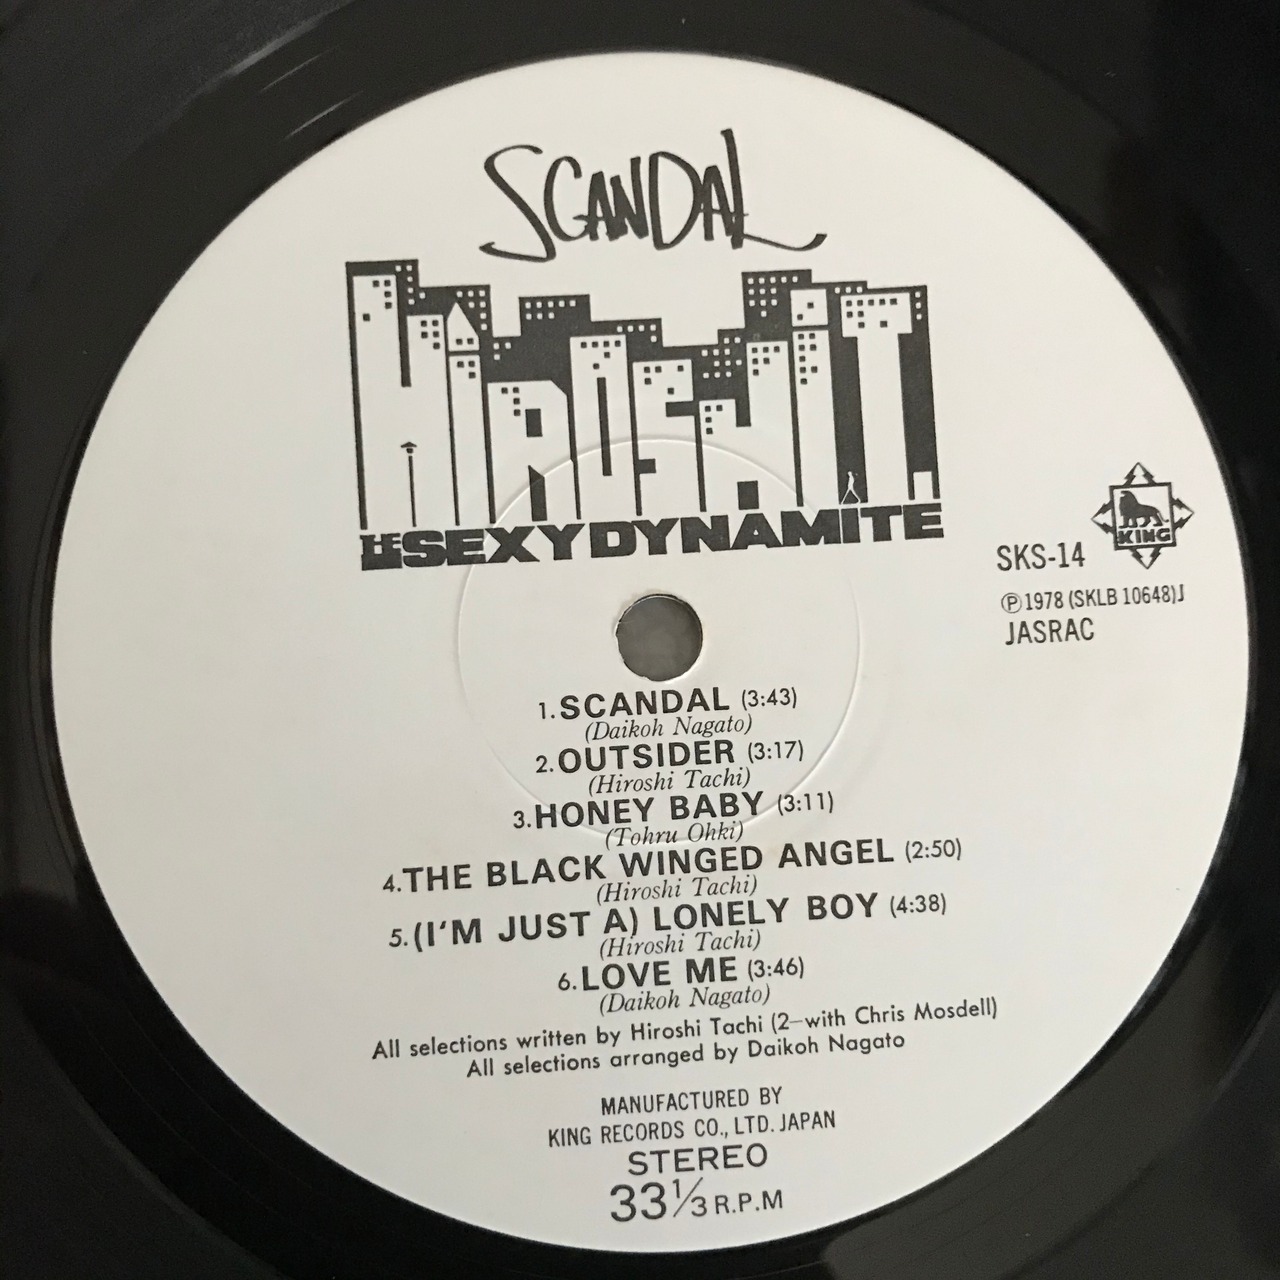 SCANDAL
HIROSHI T.
LE SEXY DYNAMITE
KING
SKS-14
Ⓟ1978 (SKLB 10648)J
JASRAC
1. SCANDAL (3:43)
(Daikoh Nagato)
2. OUTSIDER (3:17)
(Hiroshi Tachi)
3. HONEY BABY (3:11)
(Tohru Ohki)
4. THE BLACK WINGED ANGEL (2:50)
(Hiroshi Tachi)
5. (I'M JUST A) LONELY BOY (4:38)
(Hiroshi Tachi)
6. LOVE ME (3:46)
(Daikoh Nagato)
All selections written by Hiroshi Tachi (2–with Chris Mosdell)
All selections arranged by Daikoh Nagato
MANUFACTURED BY
KING RECORDS CO., LTD. JAPAN
STEREO
33 1/3 R.P.M